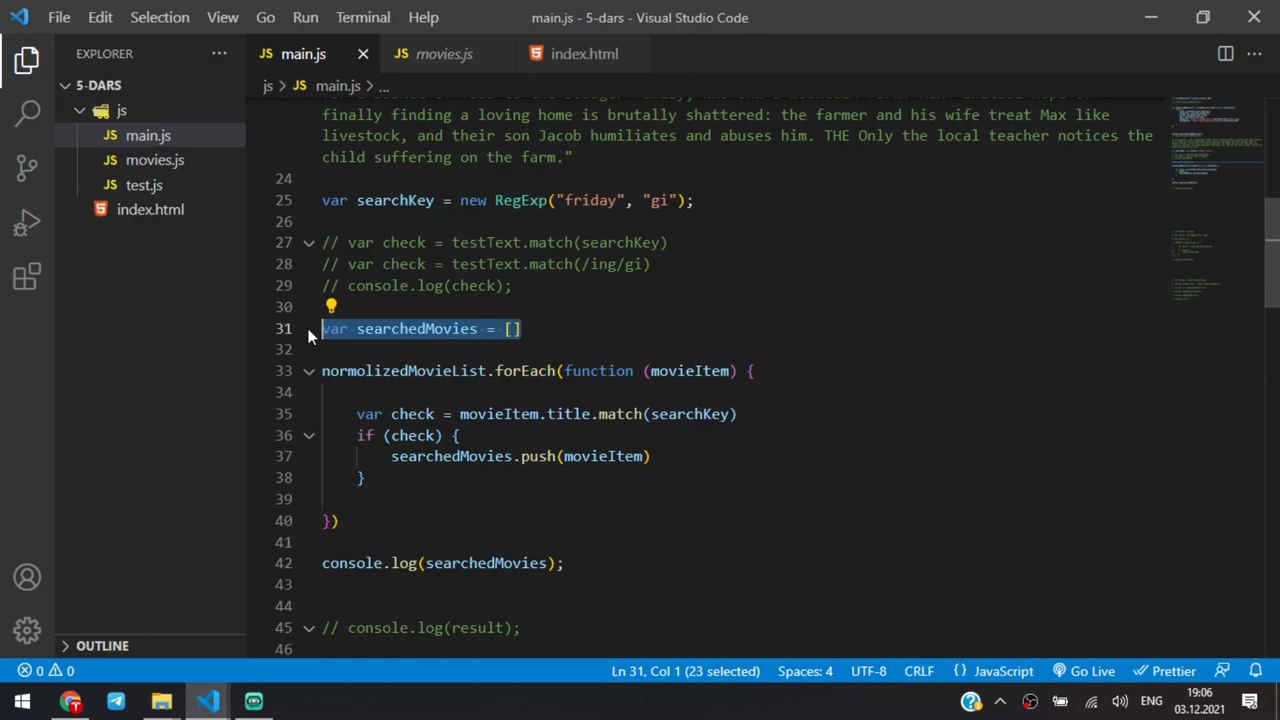 File Edit Selection View Go Run Terminal Help main.js - 5-dars - Visual Studio Code
EXPLORER
JS main.js JS movies.js index.html
5-DARS
js > JS main.js > ...
js
JS main.js
JS movies.js
JS test.js
index.html
finally finding a loving home is brutally shattered: the farmer and his wife treat Max like
livestock, and their son Jacob humiliates and abuses him. THE Only the local teacher notices the
child suffering on the farm."
24
25 var searchKey = new RegExp("friday", "gi");
26
27 // var check = testText.match(searchKey)
28 // var check = testText.match(/ing/gi)
29 // console.log(check);
30
31 var searchedMovies = []
32
33 normolizedMovieList.forEach(function (movieItem) {
34
35 var check = movieItem.title.match(searchKey)
36 if (check) {
37 searchedMovies.push(movieItem)
38 }
39
40 })
41
42 console.log(searchedMovies);
43
44
45 // console.log(result);
46
OUTLINE
0 0 Ln 31, Col 1 (23 selected) Spaces: 4 UTF-8 CRLF {} JavaScript Go Live Prettier
ENG
19:06
03.12.2021